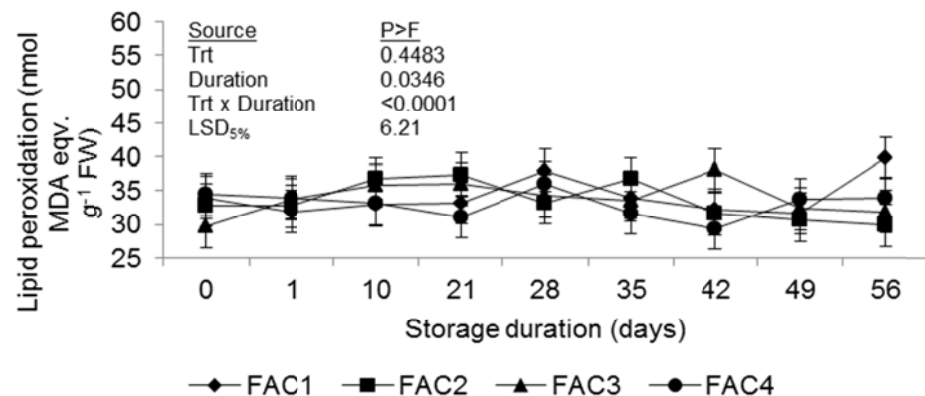 Lipid peroxidation (nmol
MDA eqv.
g⁻¹ FW)
60
55
50
45
40
35
30
25
Source P>F
Trt 0.4483
Duration 0.0346
Trt x Duration <0.0001
LSD5% 6.21
0 1 10 21 28 35 42 49 56
Storage duration (days)
FAC1 FAC2 FAC3 FAC4